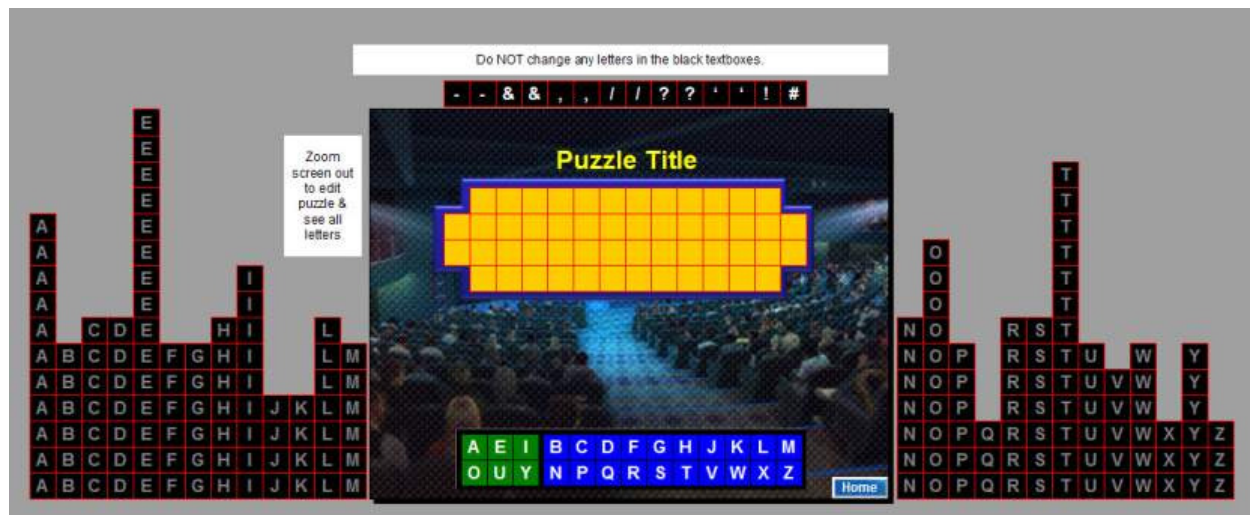 Do NOT change any letters in the black textboxes.
- - & & , , / / ? ? ‘ ‘ ! #
E
E
E
E
A E
A E
A E I
A E I
A C D E H I L
A B C D E F G H I L M
A B C D E F G H I L M
A B C D E F G H I J K L M
A B C D E F G H I J K L M
A B C D E F G H I J K L M
A B C D E F G H I J K L M
Zoom
screen out
to edit
puzzle &
see all
letters
Puzzle Title
A E I B C D F G H J K L M
O U Y N P Q R S T V W X Z
Home
T
T
T
O T
O T
O T
N O R S T
N O P R S T U W Y
N O P R S T U V W Y
N O P R S T U V W Y
N O P Q R S T U V W X Y Z
N O P Q R S T U V W X Y Z
N O P Q R S T U V W X Y Z